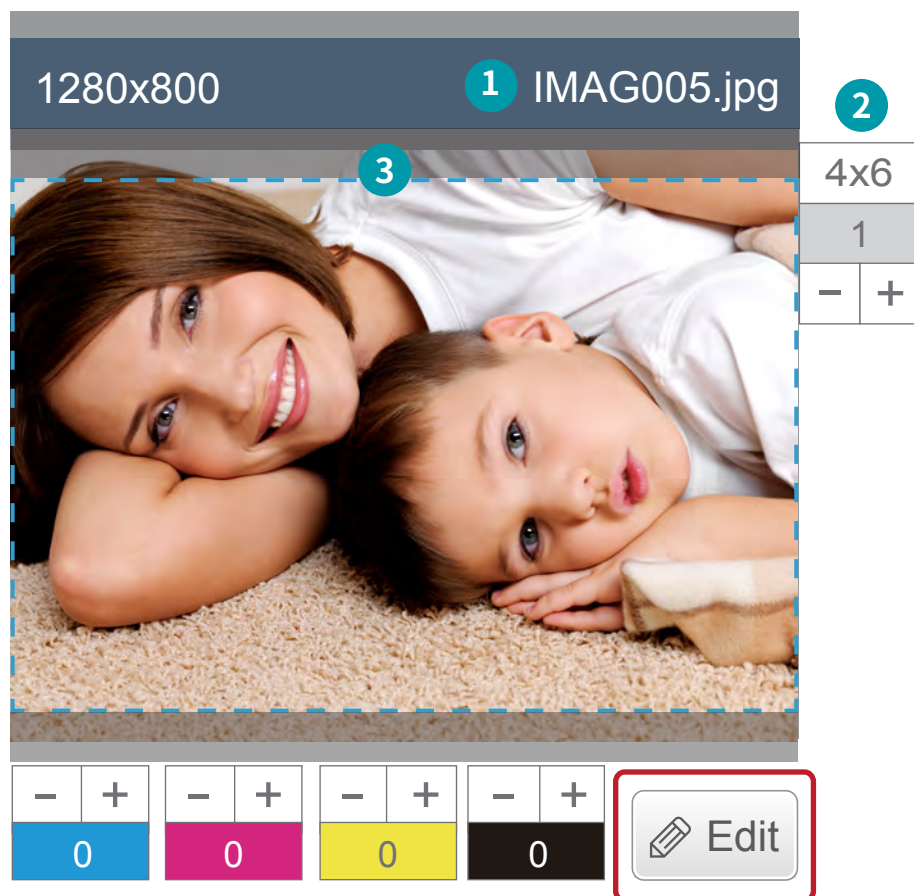 1280x800
1 IMAG005.jpg
2
3
4x6
1
− +
− + − + − + − +
0 0 0 0
Edit